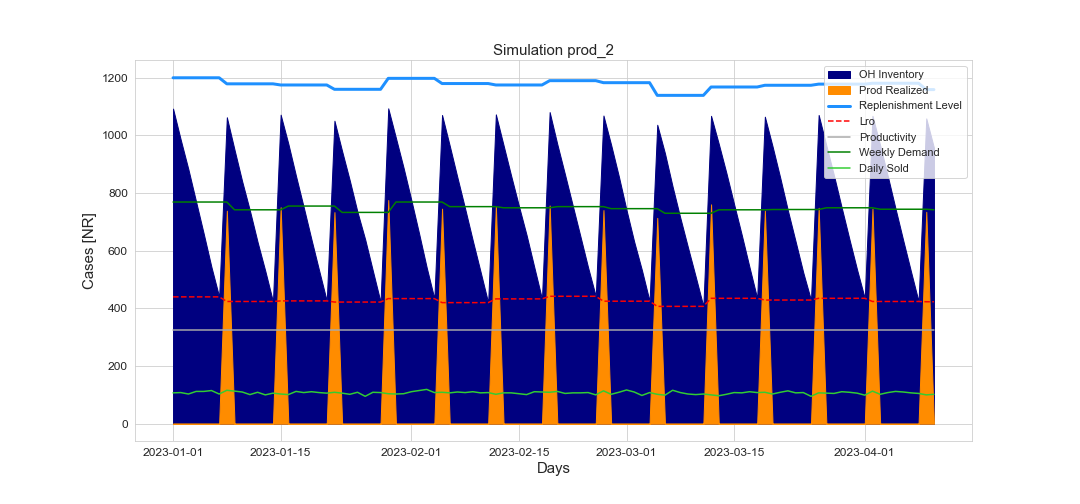 Simulation prod_2
1200
1000
800
600
400
200
0
Cases [NR]
OH Inventory
Prod Realized
Replenishment Level
Lro
Productivity
Weekly Demand
Daily Sold
2023-01-01 2023-01-15 2023-02-01 2023-02-15 2023-03-01 2023-03-15 2023-04-01
Days